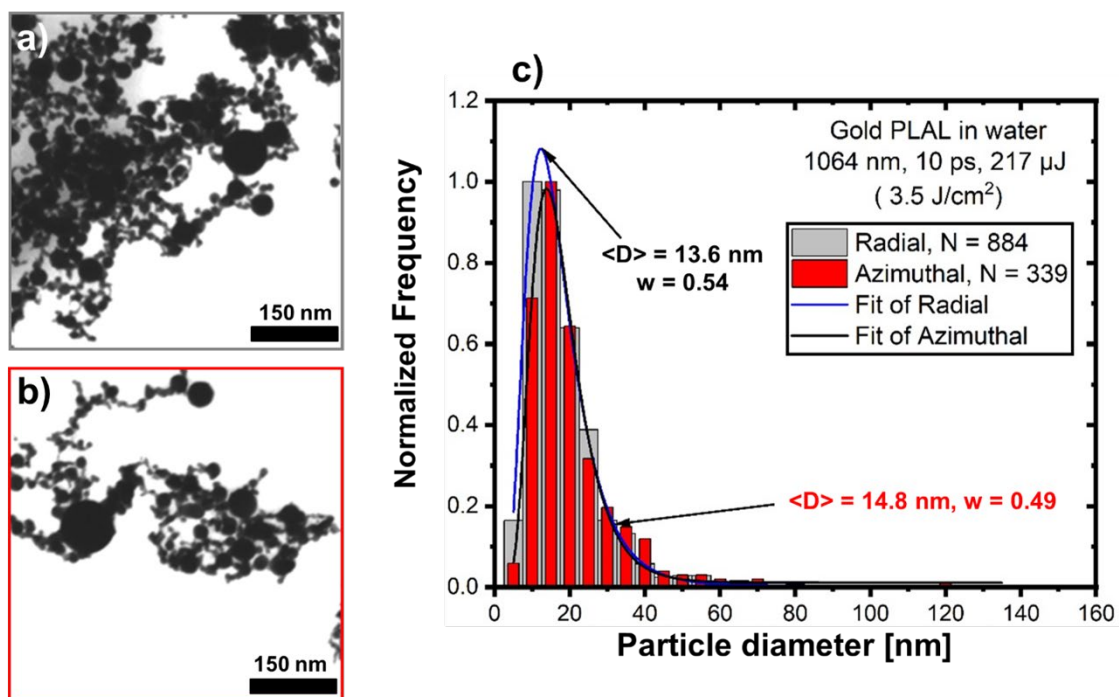 a)
150 nm
b)
150 nm
c)
Normalized Frequency
1.2
1.0
0.8
0.6
0.4
0.2
0.0
Gold PLAL in water
1064 nm, 10 ps, 217 µJ
( 3.5 J/cm²)
Radial, N = 884
Azimuthal, N = 339
Fit of Radial
Fit of Azimuthal
<D> = 13.6 nm
w = 0.54
<D> = 14.8 nm, w = 0.49
0 20 40 60 80 100 120 140 160
Particle diameter [nm]